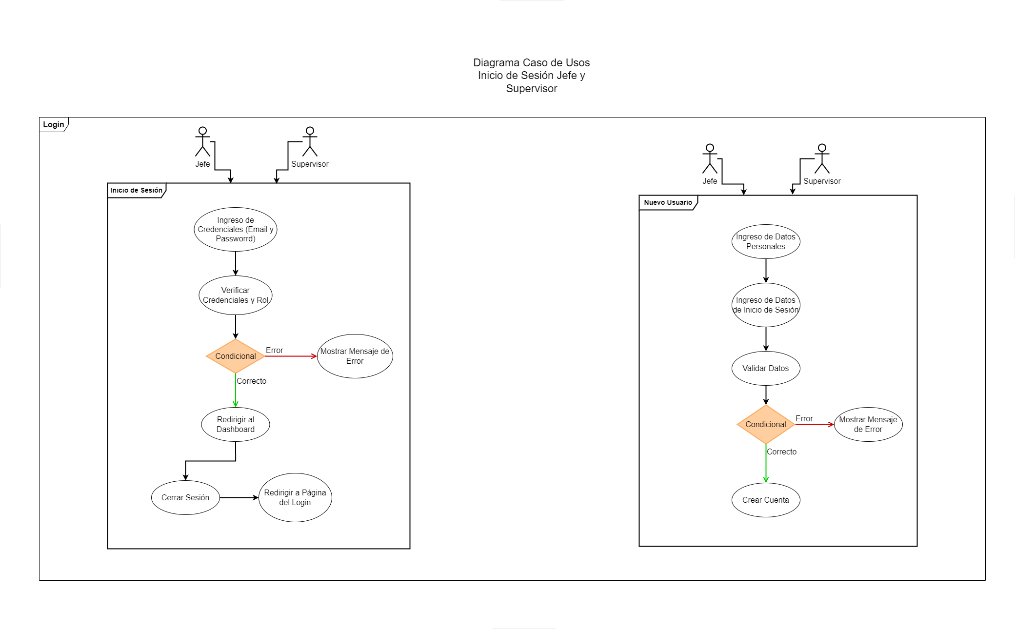 Diagrama Caso de Usos
Inicio de Sesión Jefe y
Supervisor
Login
Jefe
Supervisor
Inicio de Sesión
Ingreso de
Credenciales (Email y
Passworrd)
Verificar
Credenciales y Rol
Condicional
Error
Mostrar Mensaje de
Error
Correcto
Redirigir al
Dashboard
Cerrar Sesión
Redirigir a Página
del Login
Jefe
Supervisor
Nuevo Usuario
Ingreso de Datos
Personales
Ingreso de Datos
de Inicio de Sesión
Validar Datos
Condicional
Error
Mostrar Mensaje
de Error
Correcto
Crear Cuenta